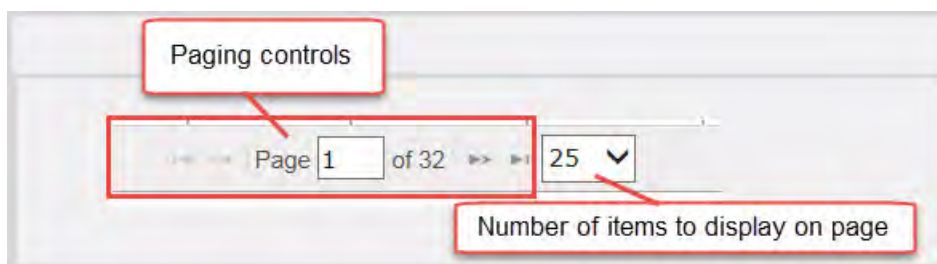 Paging controls
Page 1 of 32 25
Number of items to display on page